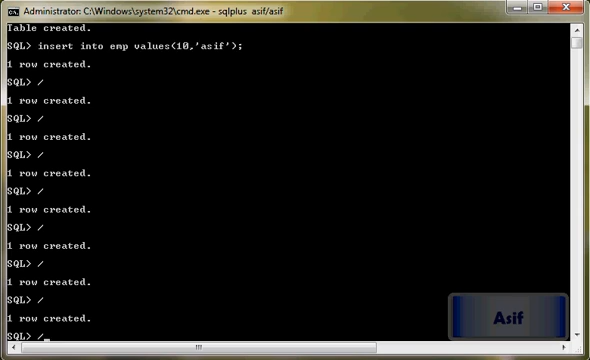 Administrator: C:\Windows\system32\cmd.exe - sqlplus asif/asif
Table created.
SQL> insert into emp values(10,'asif');
1 row created.
SQL> /
1 row created.
SQL> /
1 row created.
SQL> /
1 row created.
SQL> /
1 row created.
SQL> /
1 row created.
SQL> /
1 row created.
SQL> /
1 row created.
SQL> /
Asif